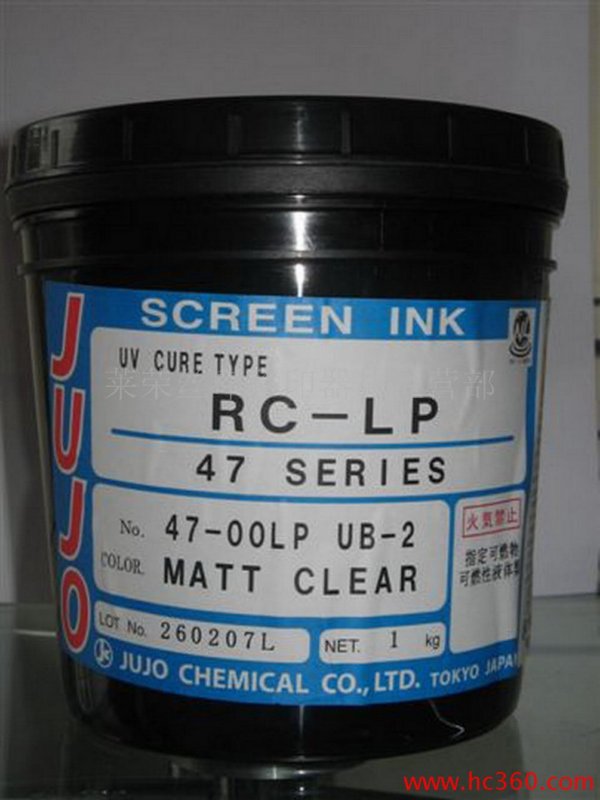 JUJO
SCREEN INK
UV CURE TYPE
RC-LP
47 SERIES
No. 47-00LP UB-2
COLOR. MATT CLEAR
火気禁止
指定可燃物
可燃性液体
LOT No. 260207L
NET. 1 kg
JUJO CHEMICAL CO., LTD. TOKYO JAPAN
www.hc360.com